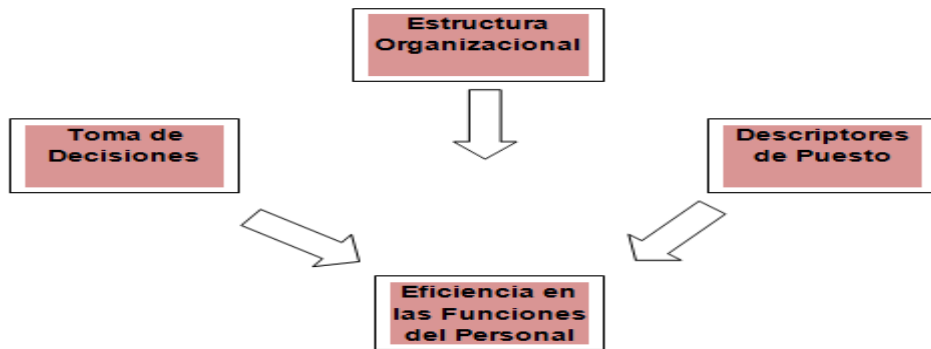 Estructura
Organizacional
Toma de
Decisiones
Descriptores
de Puesto
Eficiencia en
las Funciones
del Personal